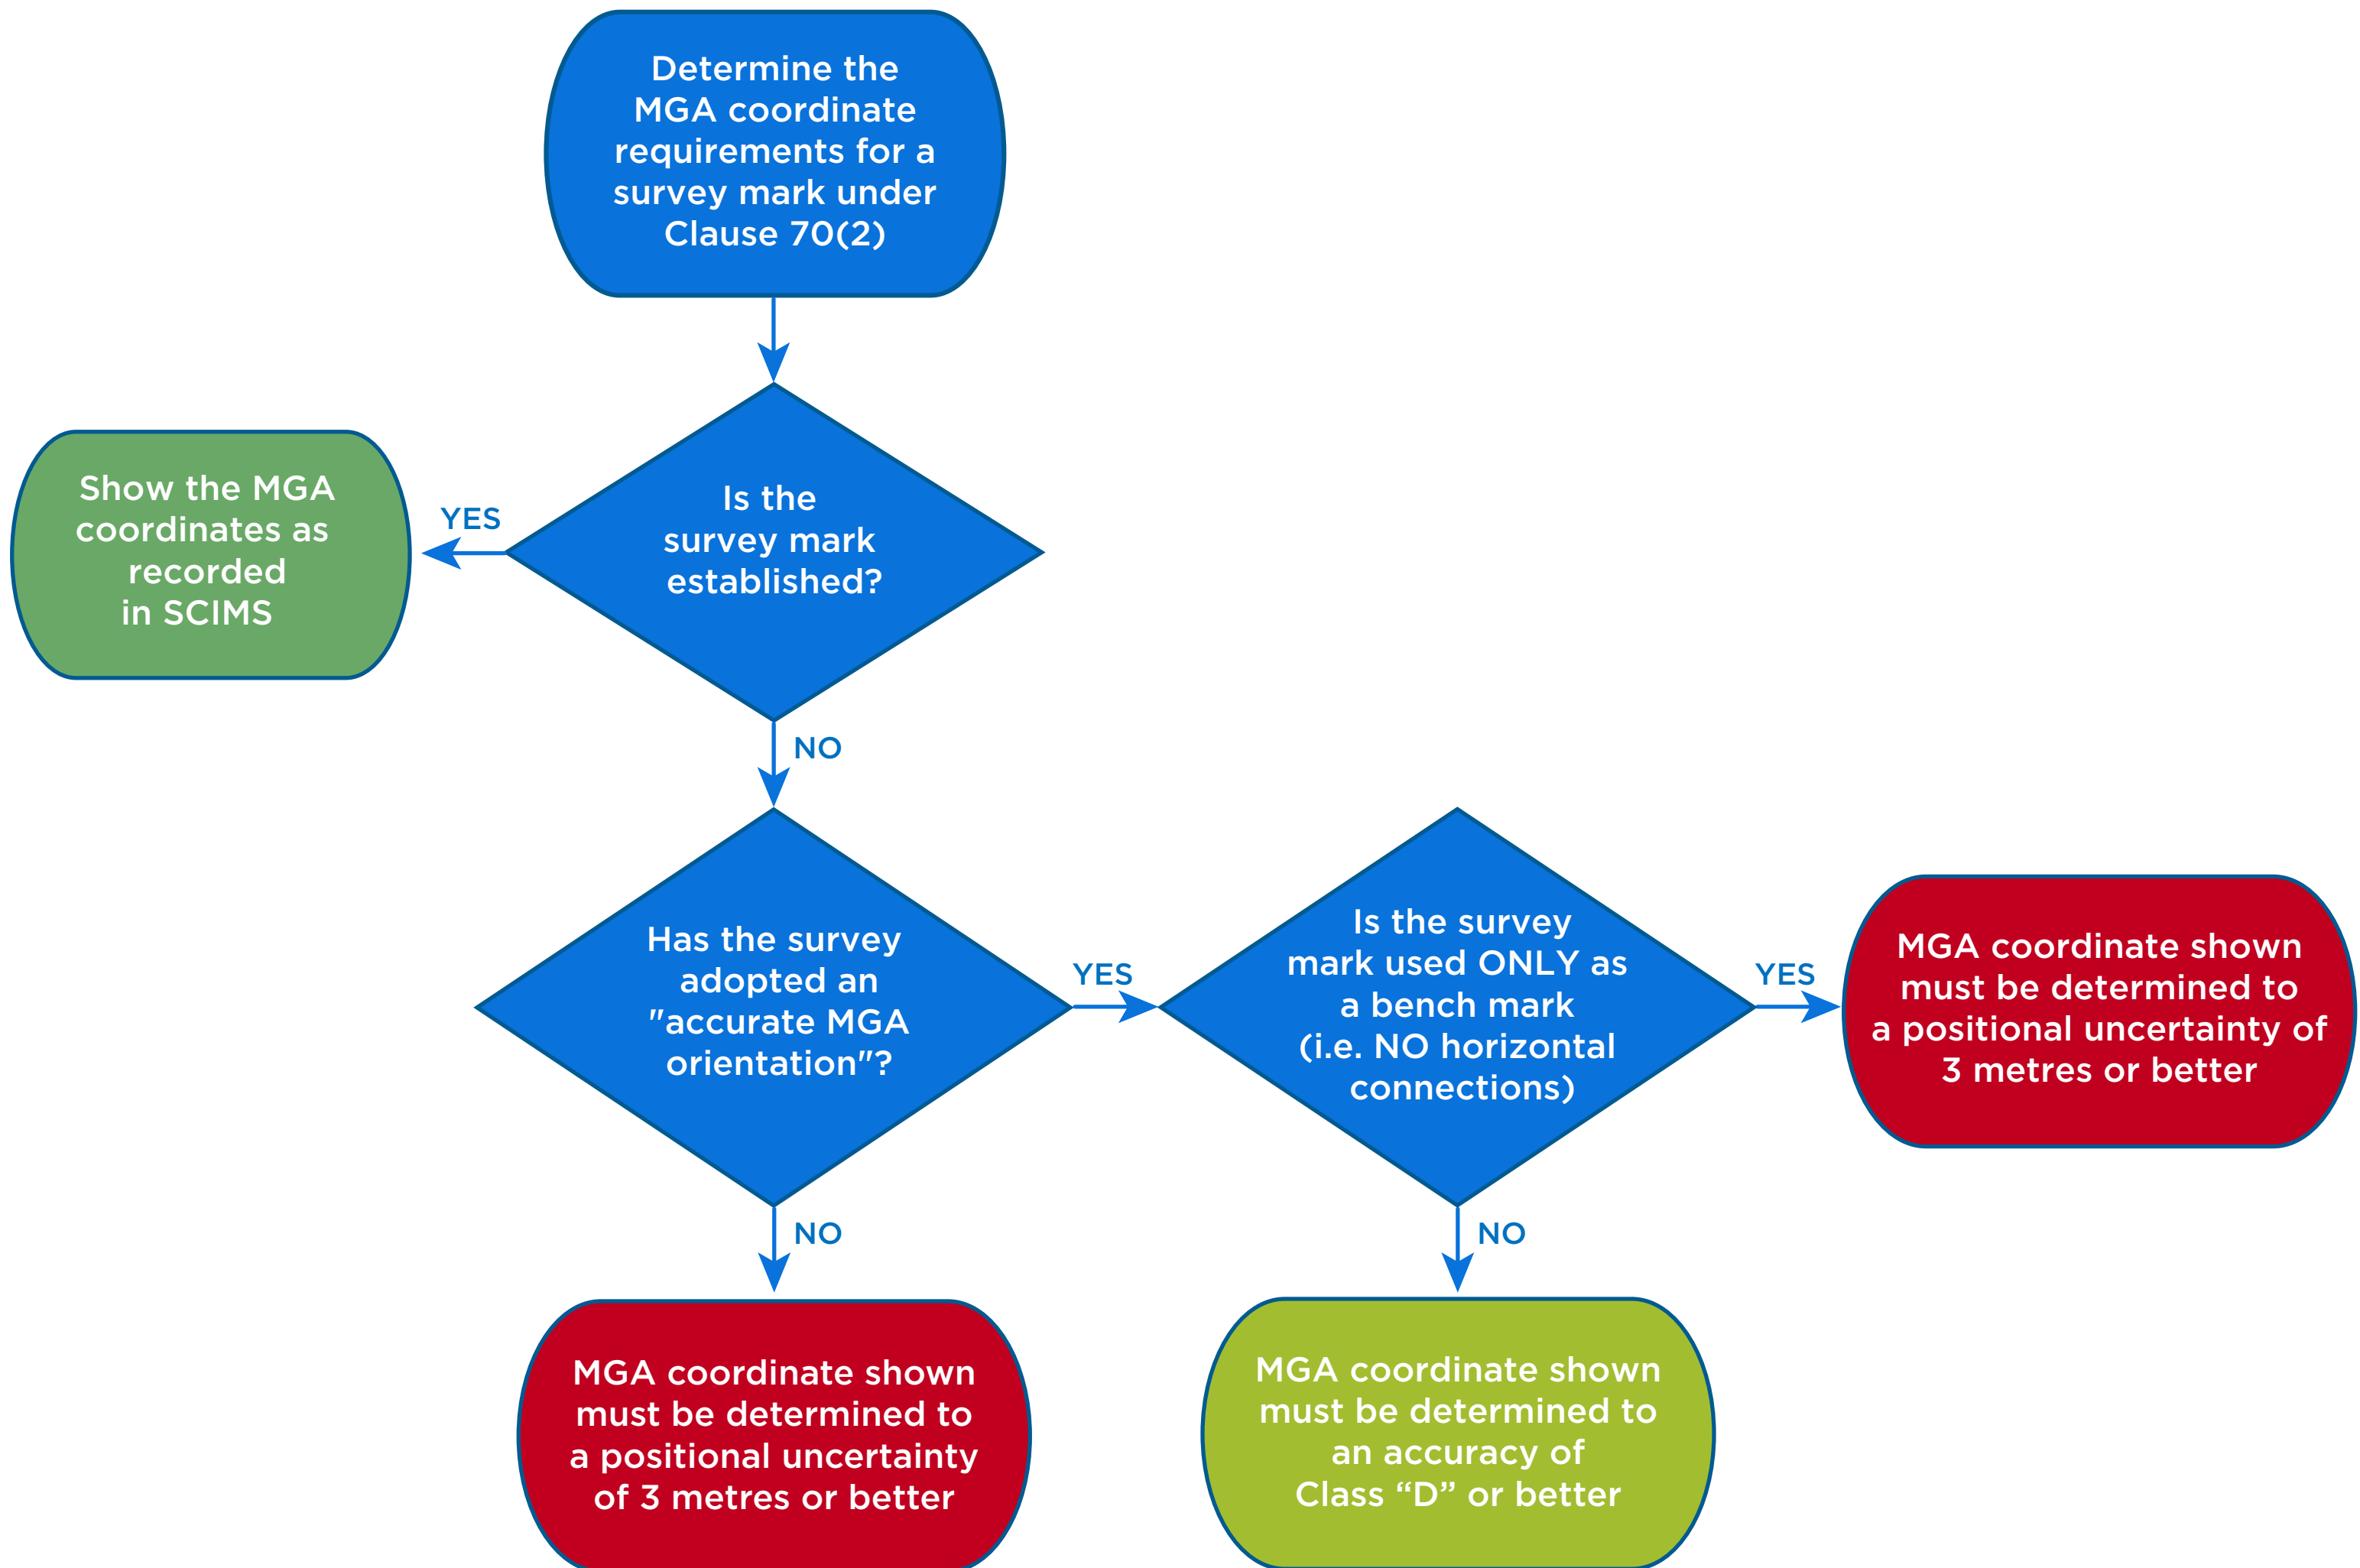 Determine the
MGA coordinate
requirements for a
survey mark under
Clause 70(2)
Show the MGA
coordinates as
recorded
in SCIMS
YES
Is the
survey mark
established?
NO
Has the survey
adopted an
"accurate MGA
orientation"?
YES
Is the survey
mark used ONLY as
a bench mark
(i.e. NO horizontal
connections)
YES
MGA coordinate shown
must be determined to
a positional uncertainty of
3 metres or better
NO
NO
MGA coordinate shown
must be determined to
a positional uncertainty
of 3 metres or better
MGA coordinate shown
must be determined to
an accuracy of
Class “D” or better